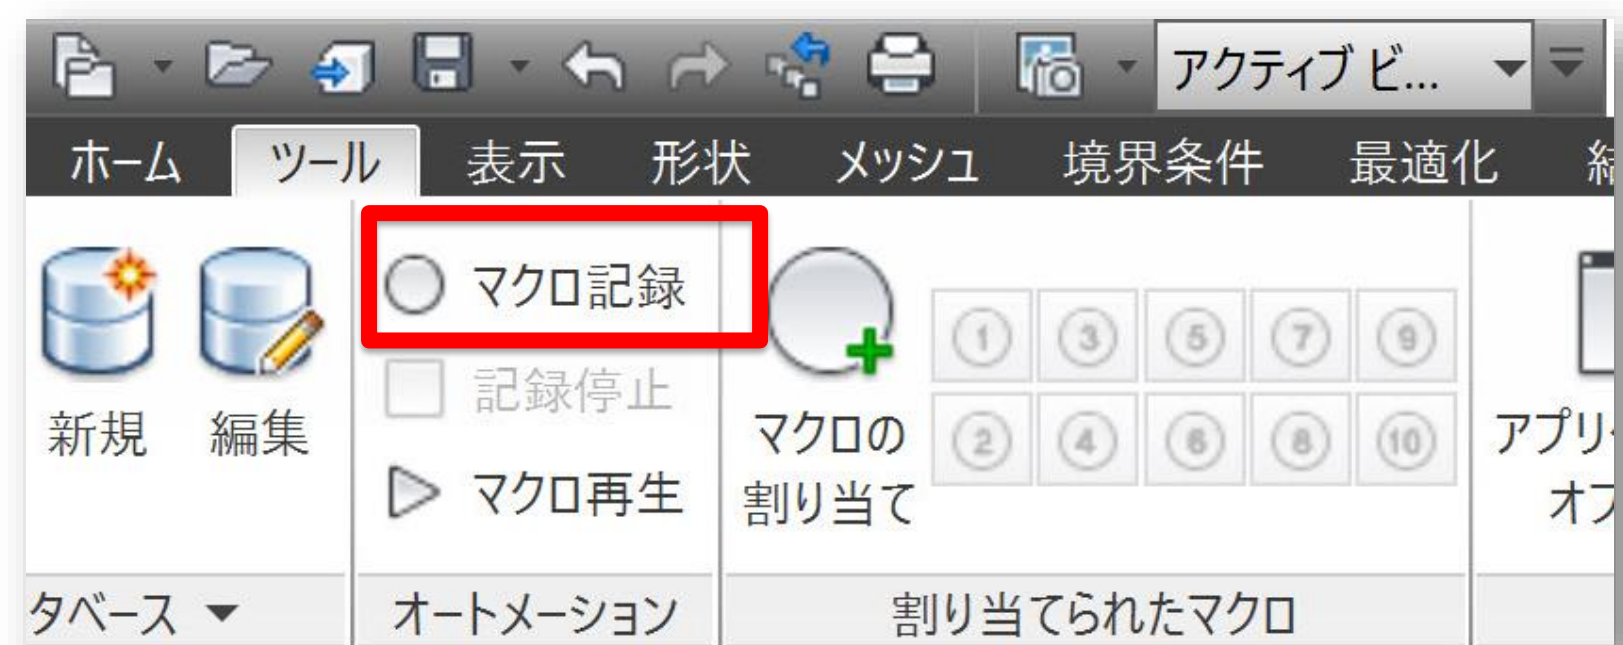 アクティブ ビ...
ホーム ツール 表示 形状 メッシュ 境界条件 最適化
マクロ記録
記録停止
マクロ再生
新規 編集
マクロの
割り当て
1 3 5 7 9
2 4 6 8 10
アプリ
オプ
タベース オートメーション 割り当てられたマクロ